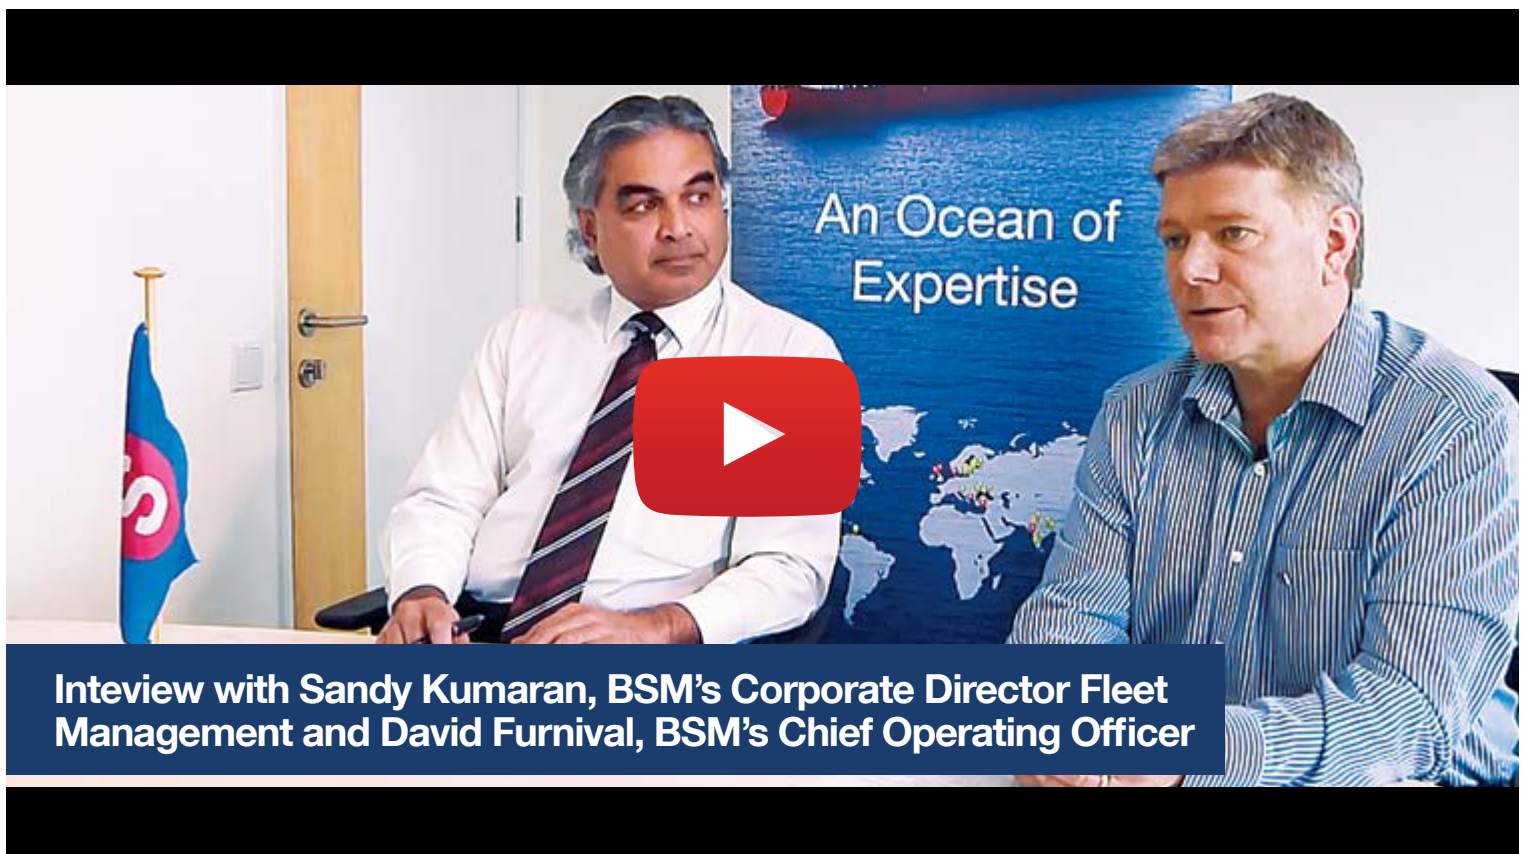 An Ocean of
Expertise
S
Inteview with Sandy Kumaran, BSM’s Corporate Director Fleet
Management and David Furnival, BSM’s Chief Operating Officer